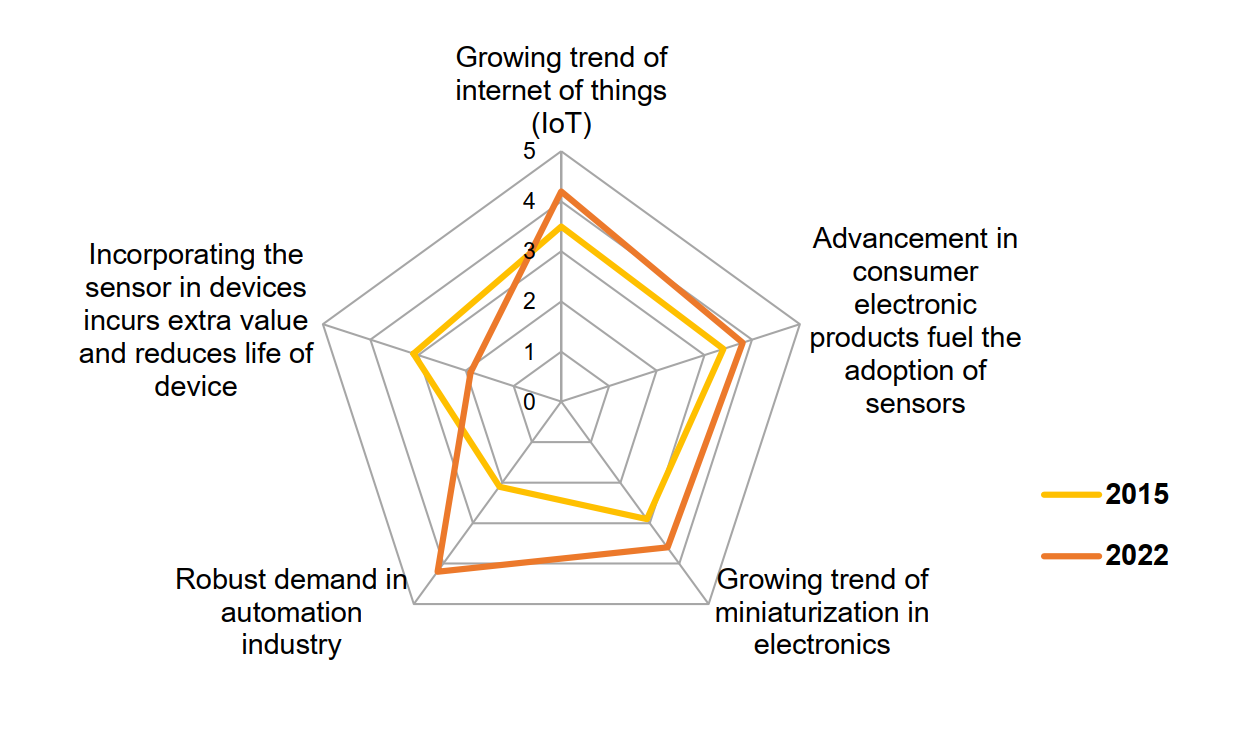 Growing trend of
internet of things
(IoT)
5
4
3
2
1
0
Advancement in
consumer
electronic
products fuel the
adoption of
sensors
Growing trend of
miniaturization in
electronics
Robust demand in
automation
industry
Incorporating the
sensor in devices
incurs extra value
and reduces life of
device
2015
2022